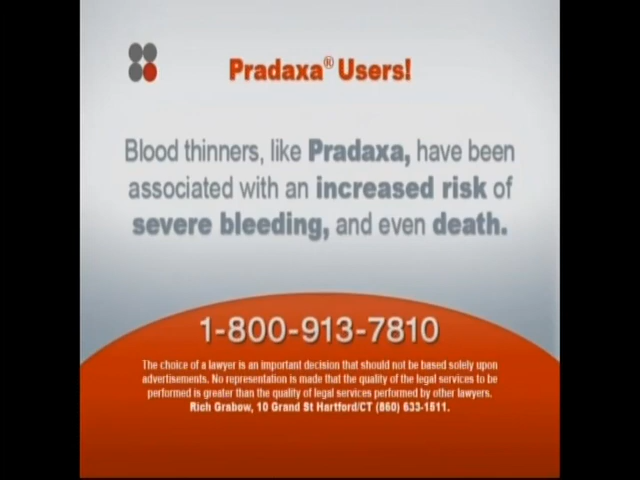 Pradaxa® Users!
Blood thinners, like Pradaxa, have been
associated with an increased risk of
severe bleeding, and even death.
1-800-913-7810
The choice of a lawyer is an important decision that should not be based solely upon
advertisements. No representation is made that the quality of the legal services to be
performed is greater than the quality of legal services performed by other lawyers.
Rich Grabow, 10 Grand St Hartford/CT (860) 633-1511.